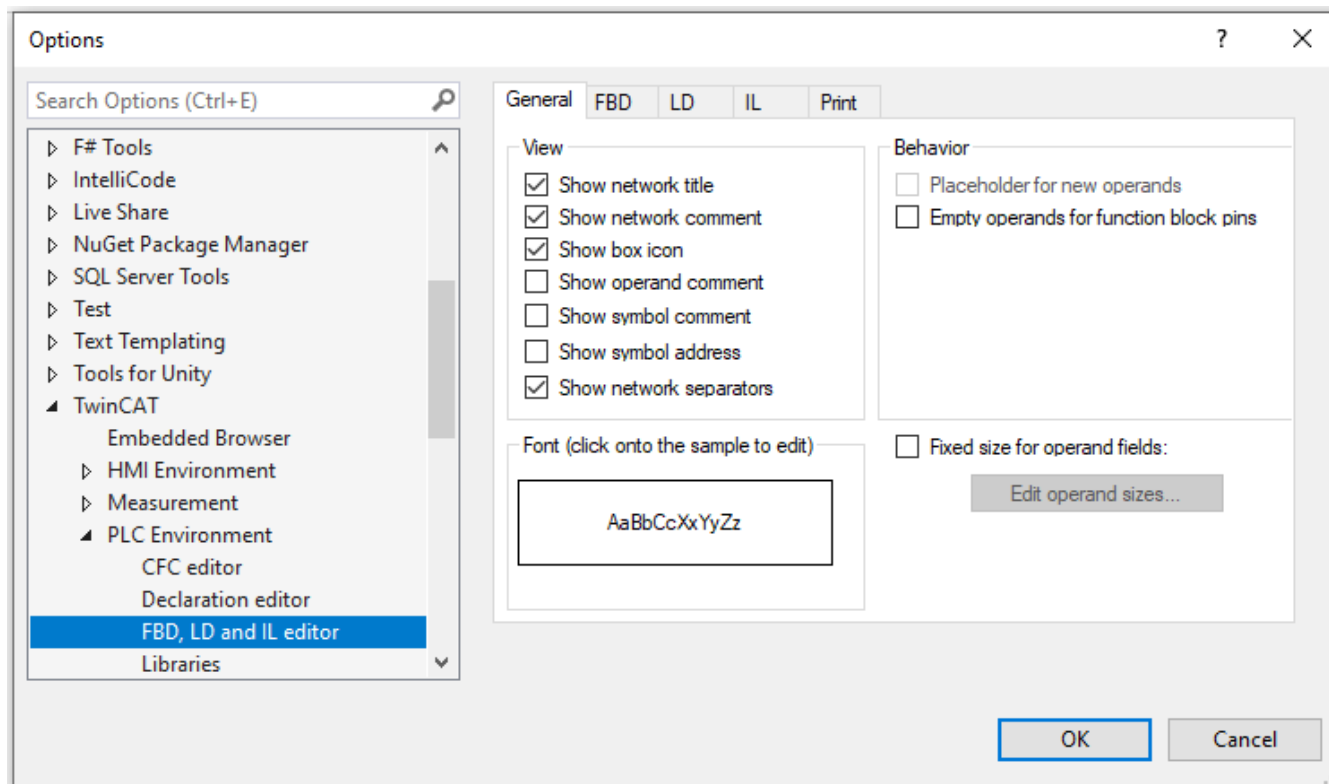 Options
?
Search Options (Ctrl+E)
F# Tools
IntelliCode
Live Share
NuGet Package Manager
SQL Server Tools
Test
Text Templating
Tools for Unity
TwinCAT
Embedded Browser
HMI Environment
Measurement
PLC Environment
CFC editor
Declaration editor
FBD, LD and IL editor
Libraries
General FBD LD IL Print
View
Show network title
Show network comment
Show box icon
Show operand comment
Show symbol comment
Show symbol address
Show network separators
Behavior
Placeholder for new operands
Empty operands for function block pins
Font (click onto the sample to edit)
AaBbCcXxYyZz
Fixed size for operand fields:
Edit operand sizes...
OK Cancel